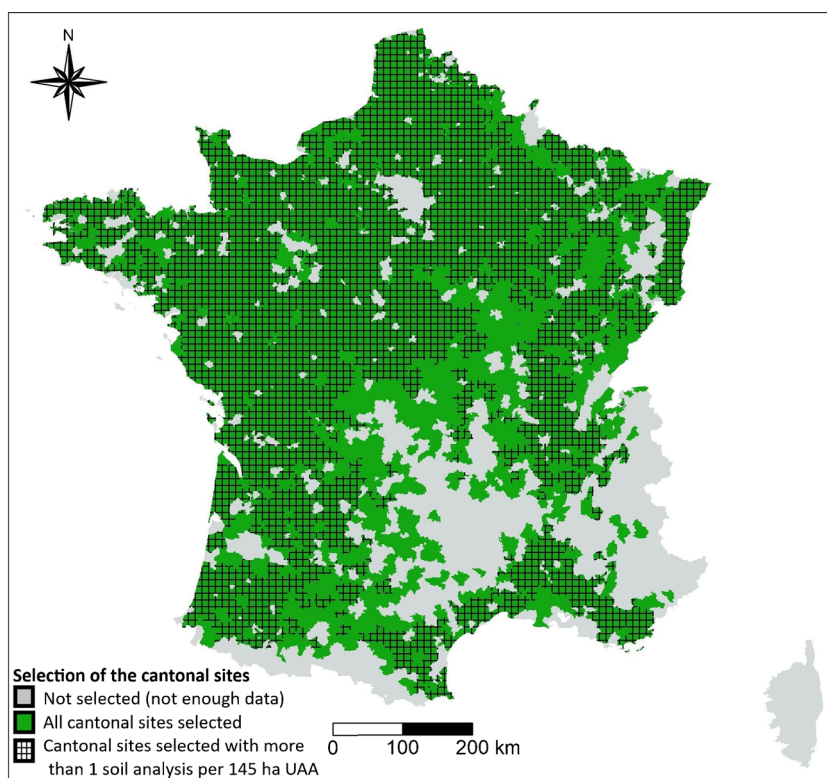 N
Selection of the cantonal sites
Not selected (not enough data)
All cantonal sites selected
Cantonal sites selected with more
than 1 soil analysis per 145 ha UAA
0 100 200 km